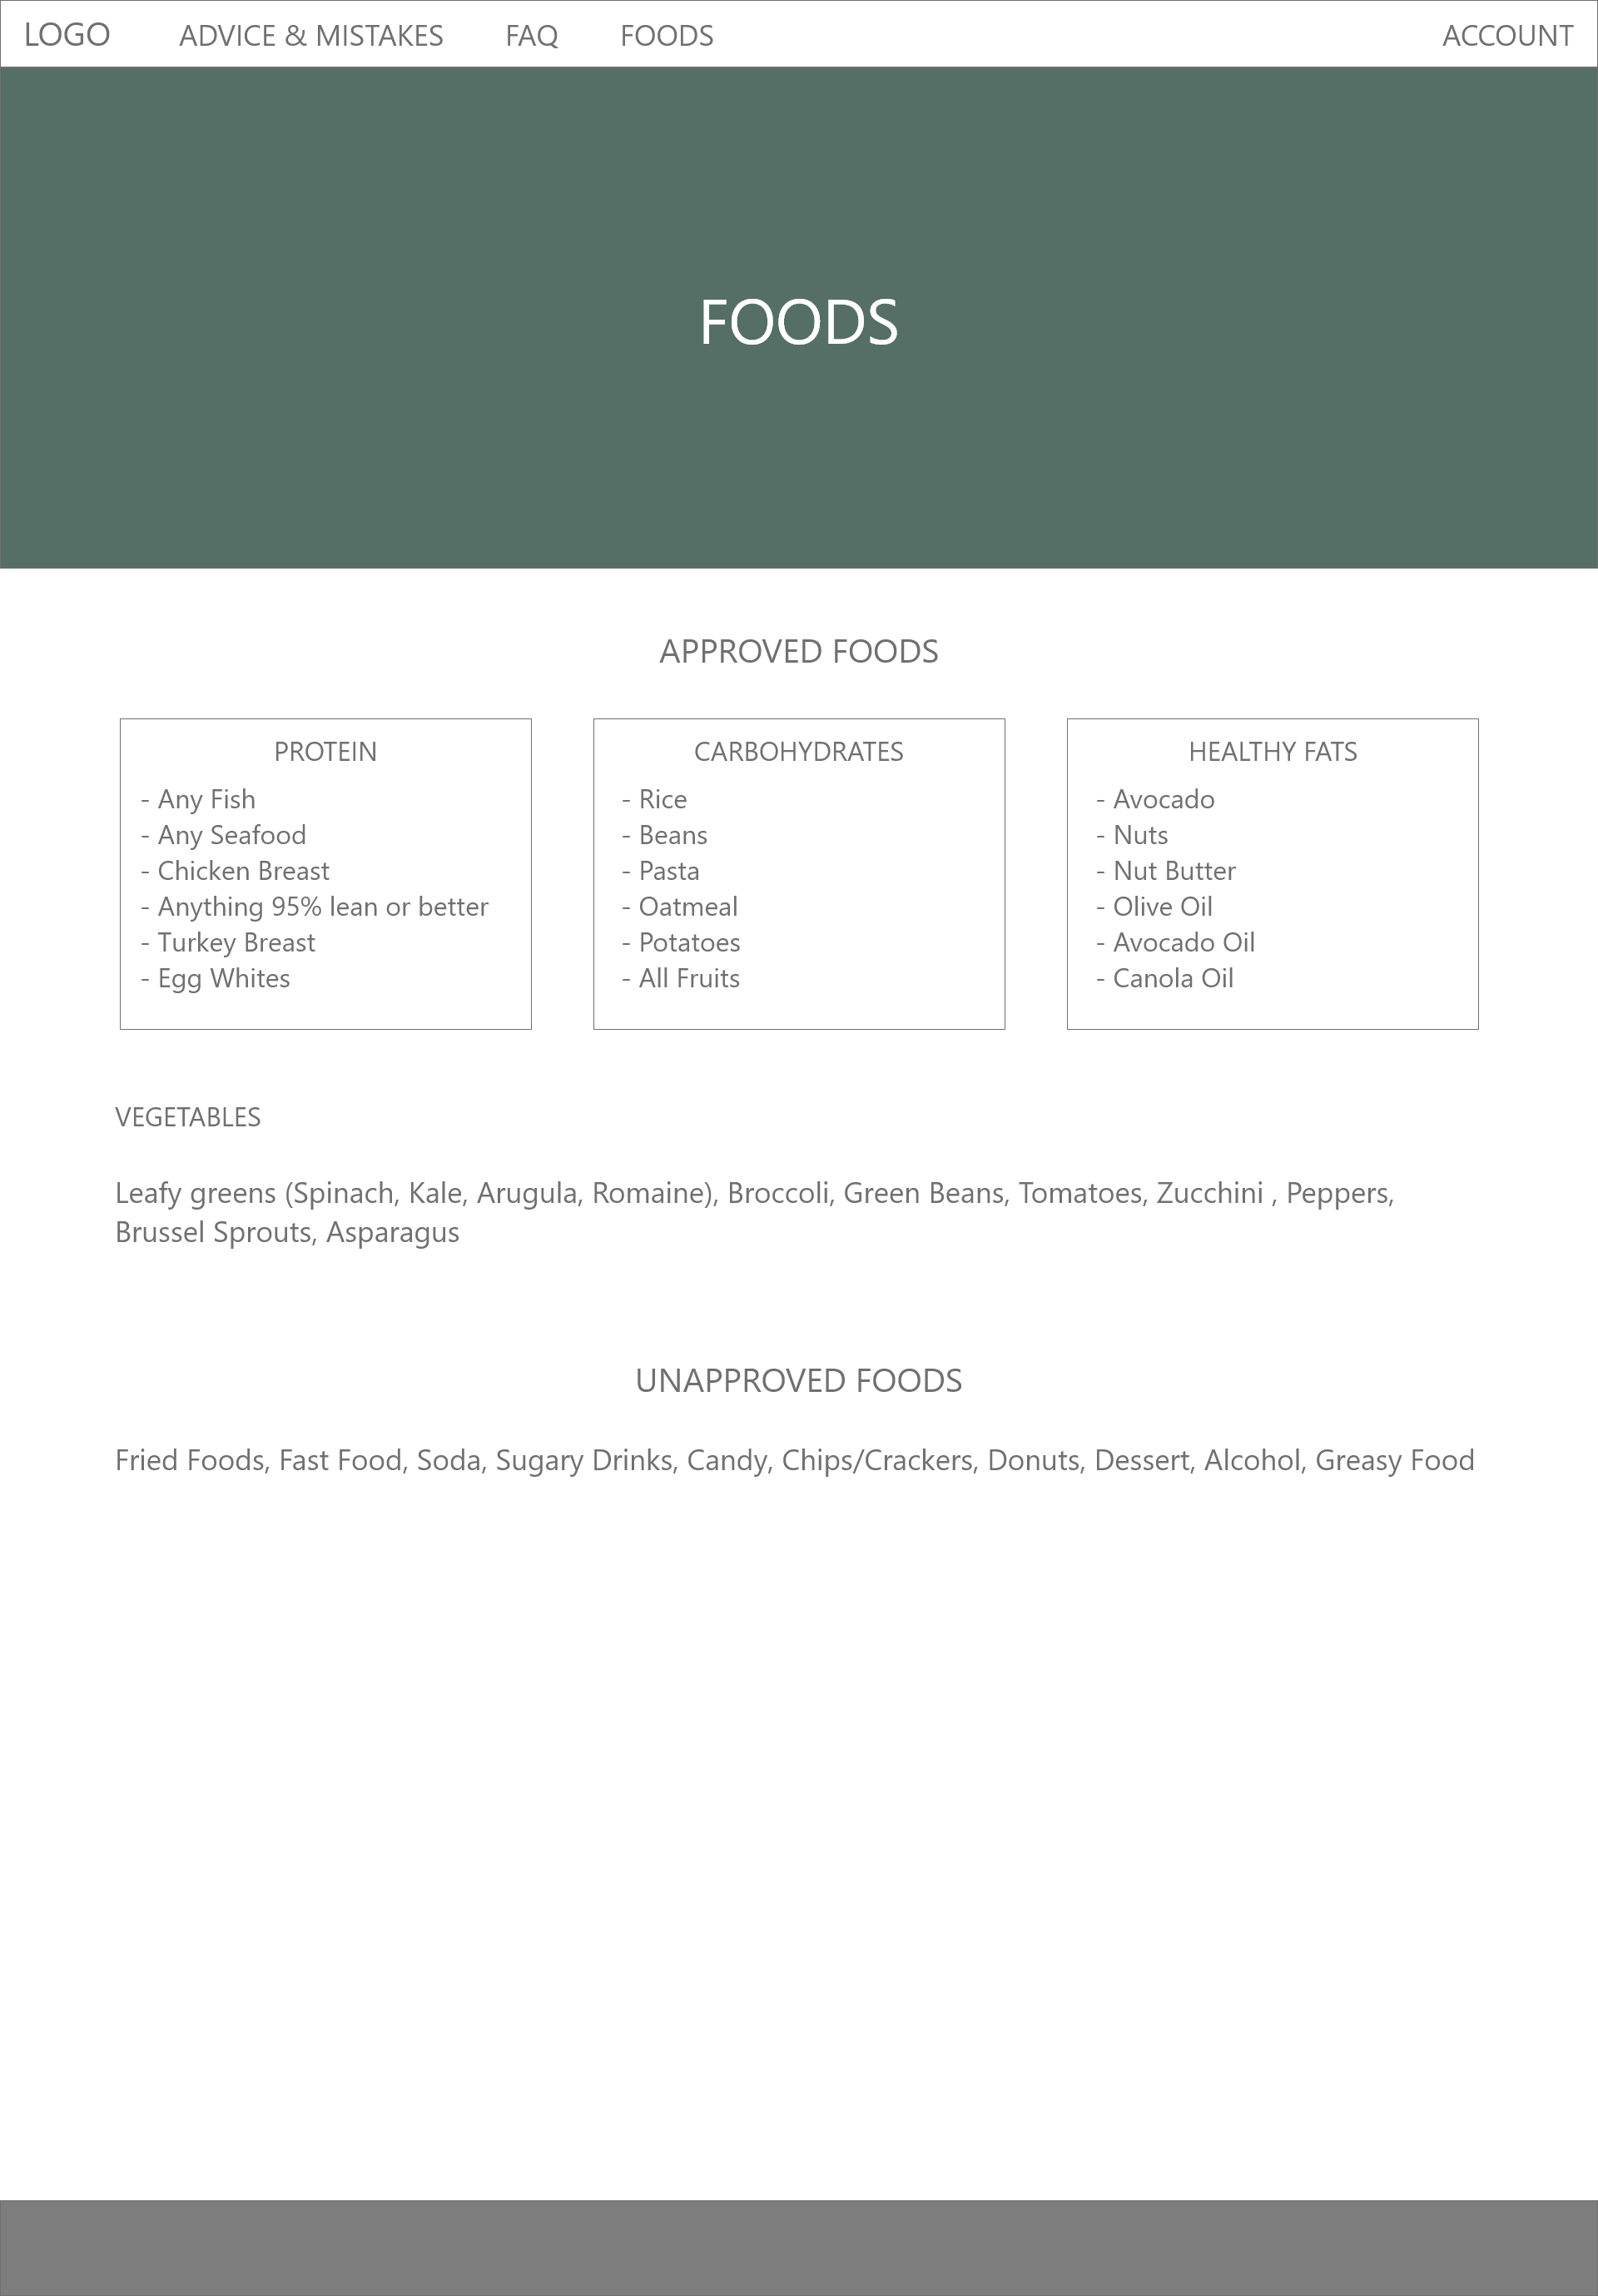 LOGO ADVICE & MISTAKES FAQ FOODS ACCOUNT
FOODS
APPROVED FOODS
PROTEIN
- Any Fish
- Any Seafood
- Chicken Breast
- Anything 95% lean or better
- Turkey Breast
- Egg Whites
CARBOHYDRATES
- Rice
- Beans
- Pasta
- Oatmeal
- Potatoes
- All Fruits
HEALTHY FATS
- Avocado
- Nuts
- Nut Butter
- Olive Oil
- Avocado Oil
- Canola Oil
VEGETABLES
Leafy greens (Spinach, Kale, Arugula, Romaine), Broccoli, Green Beans, Tomatoes, Zucchini , Peppers,
Brussel Sprouts, Asparagus
UNAPPROVED FOODS
Fried Foods, Fast Food, Soda, Sugary Drinks, Candy, Chips/Crackers, Donuts, Dessert, Alcohol, Greasy Food